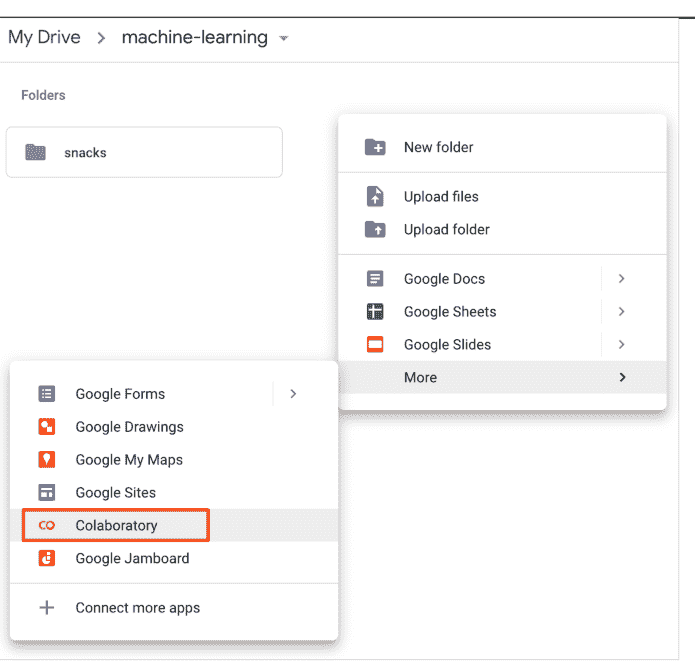 My Drive > machine-learning
Folders
snacks
New folder
Upload files
Upload folder
Google Docs
Google Sheets
Google Slides
More
Google Forms
Google Drawings
Google My Maps
Google Sites
CO Colaboratory
Google Jamboard
Connect more apps